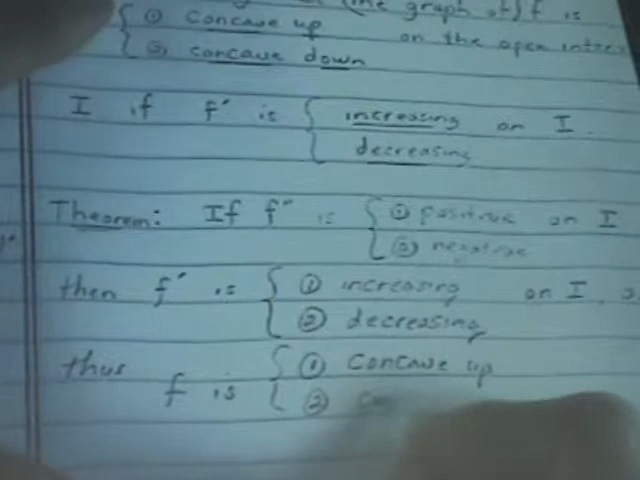 (the graph of) f is
① concave up on the open inter
② concave down
I if f' is { increasing on I.
decreasing
Theorem: If f" is { ① positive on I
② negative
then f' is { ① increasing on I,
② decreasing
thus { ① concave up
f is ②